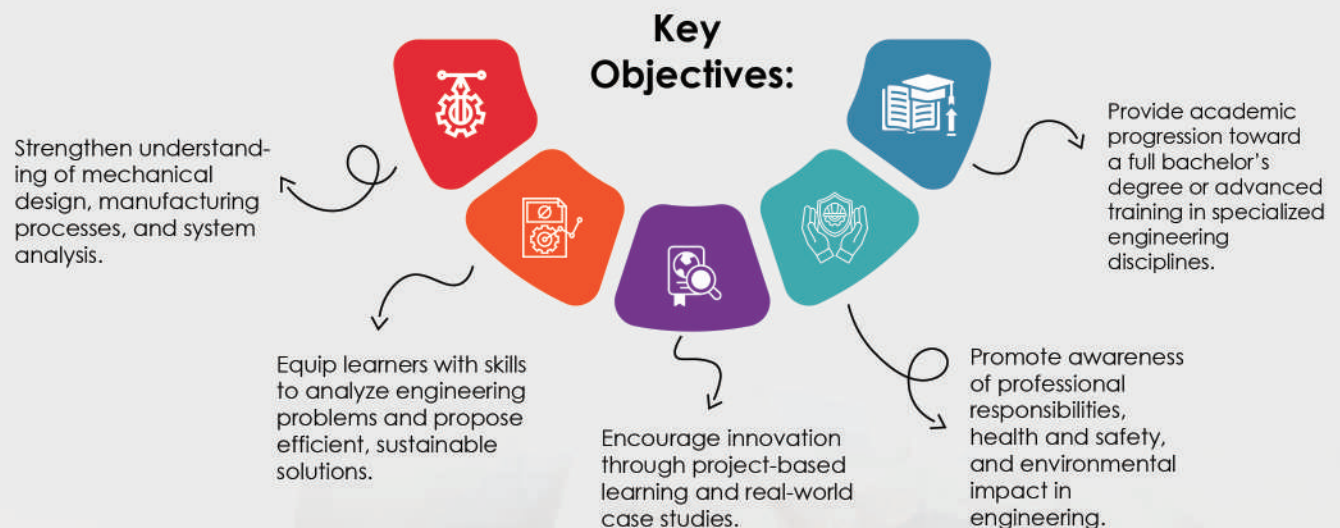 Key
Objectives:
Strengthen understand-
ing of mechanical
design, manufacturing
processes, and system
analysis.
Equip learners with skills
to analyze engineering
problems and propose
efficient, sustainable
solutions.
Encourage innovation
through project-based
learning and real-world
case studies.
Promote awareness
of professional
responsibilities,
health and safety,
and environmental
impact in
engineering.
Provide academic
progression toward
a full bachelor's
degree or advanced
training in specialized
engineering
disciplines.